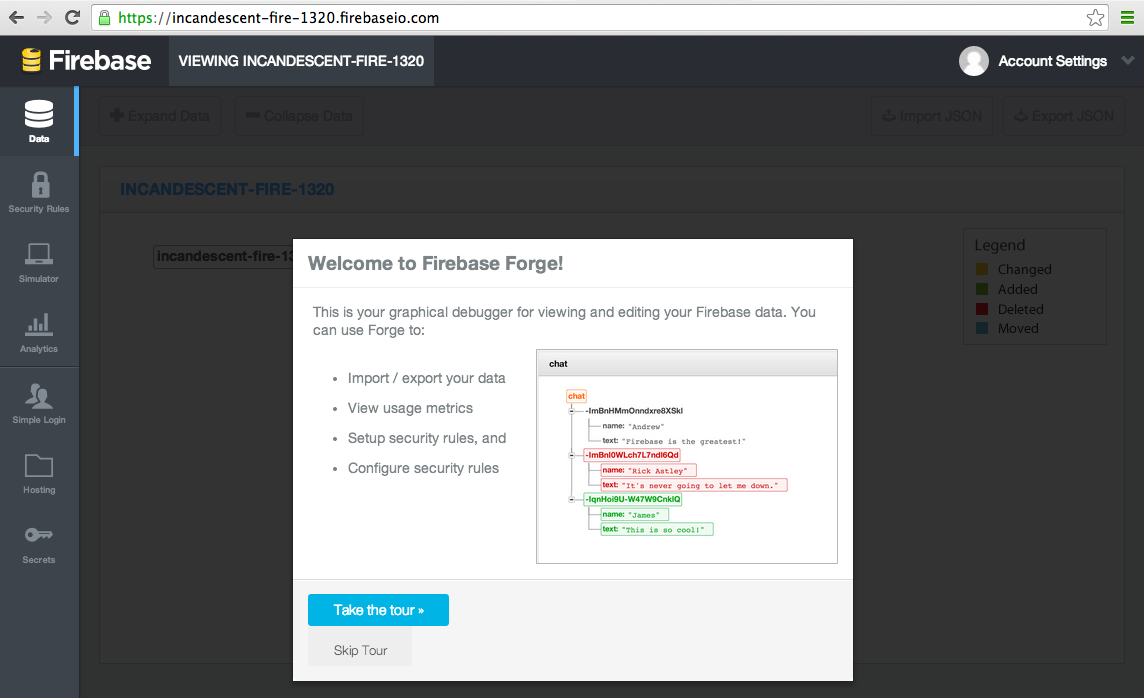 https://incandescent-fire-1320.firebaseio.com
Firebase
VIEWING INCANDESCENT-FIRE-1320
Account Settings
Data
Security Rules
Simulator
Analytics
Simple Login
Hosting
Secrets
Expand Data
Collapse Data
Import JSON
Export JSON
INCANDESCENT-FIRE-1320
incandescent-fire-13
Legend
Changed
Added
Deleted
Moved
Welcome to Firebase Forge!
This is your graphical debugger for viewing and editing your Firebase data. You
can use Forge to:
• Import / export your data
• View usage metrics
• Setup security rules, and
• Configure security rules
chat
chat
-ImBnHMmOnndxre8XSkI
name: "Andrew"
text: "Firebase is the greatest!"
-ImBnI0WLch7L7ndI6Qd
name: "Rick Astley"
text: "It's never going to let me down."
-IqnHoi9U-W47W9CnkIQ
name: "James"
text: "This is so cool!"
Take the tour »
Skip Tour